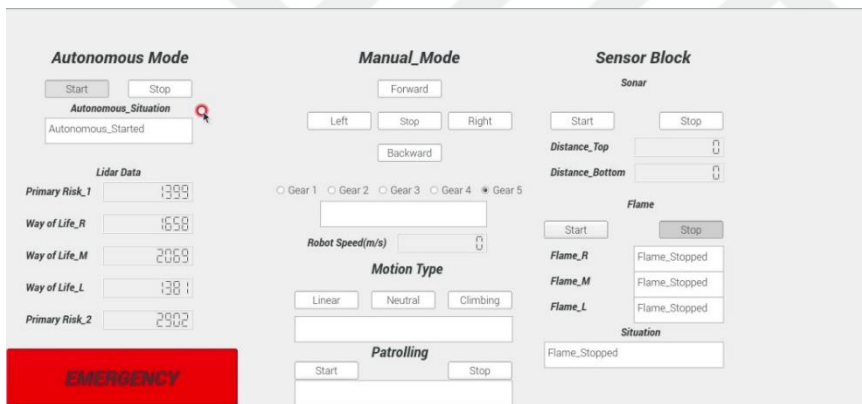 Autonomous Mode
Start Stop
Autonomous_Situation
Autonomous_Started
Lidar Data
Primary Risk_1 1399
Way of Life_R 1658
Way of Life_M 2069
Way of Life_L 1381
Primary Risk_2 2902
EMERGENCY
Manual_Mode
Forward
Left Stop Right
Backward
Gear 1 Gear 2 Gear 3 Gear 4 Gear 5
Robot Speed(m/s) 0
Motion Type
Linear Neutral Climbing
Patrolling
Start Stop
Sensor Block
Sonar
Start Stop
Distance_Top 0
Distance_Bottom 0
Flame
Start Stop
Flame_R Flame_Stopped
Flame_M Flame_Stopped
Flame_L Flame_Stopped
Situation
Flame_Stopped